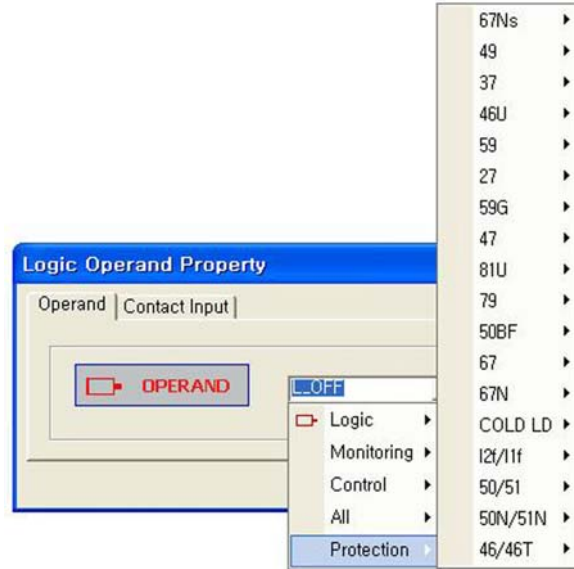 Logic Operand Property
Operand
Contact Input
OPERAND
L_OFF
Logic
Monitoring
Control
All
Protection
67Ns
49
37
46U
59
27
59G
47
81U
79
50BF
67
67N
COLD LD
I2f/I1f
50/51
50N/51N
46/46T